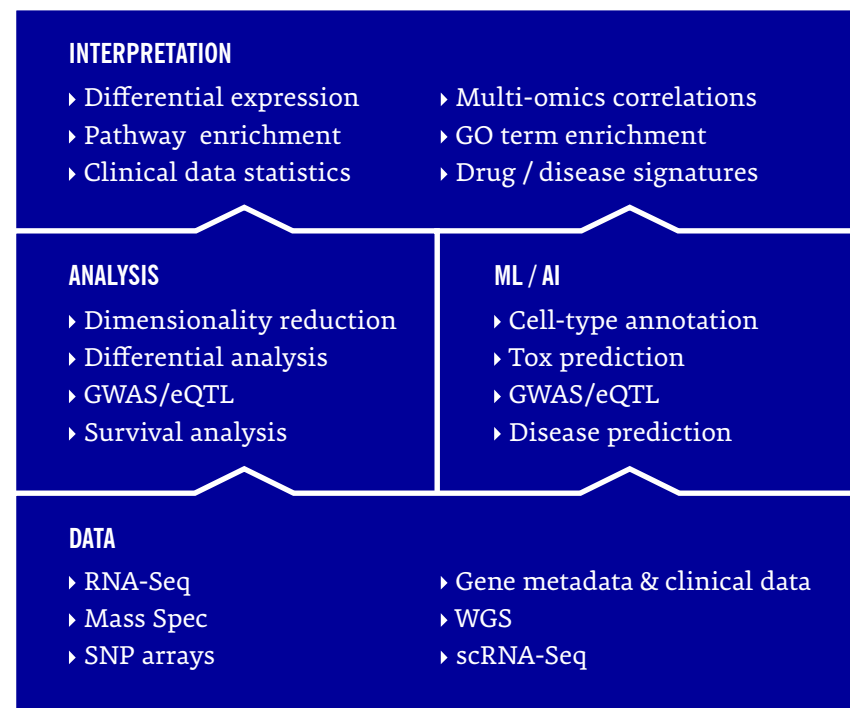 INTERPRETATION
Differential expression
Pathway enrichment
Clinical data statistics
Multi-omics correlations
GO term enrichment
Drug / disease signatures
ANALYSIS
Dimensionality reduction
Differential analysis
GWAS/eQTL
Survival analysis
ML / AI
Cell-type annotation
Tox prediction
GWAS/eQTL
Disease prediction
DATA
RNA-Seq
Mass Spec
SNP arrays
Gene metadata & clinical data
WGS
scRNA-Seq